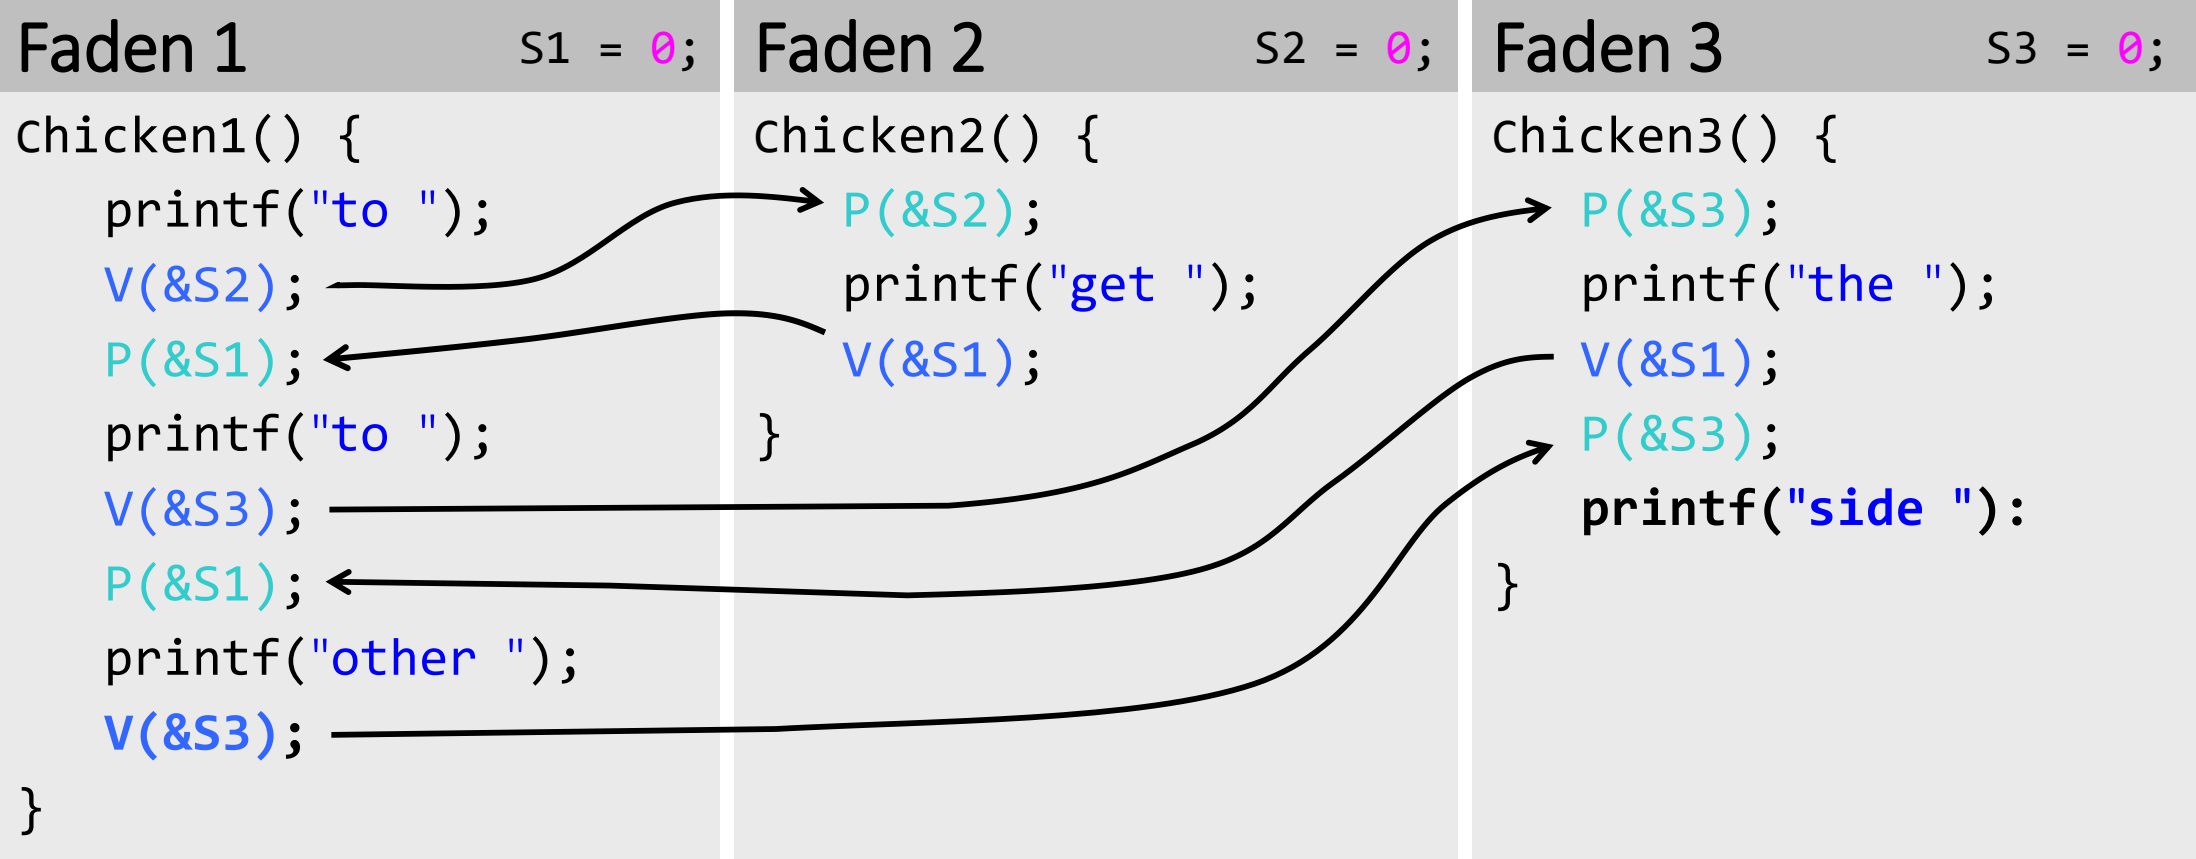 Faden 1 S1 = 0;
Chicken1() {
printf("to ");
V(&S2);
P(&S1);
printf("to ");
V(&S3);
P(&S1);
printf("other ");
V(&S3);
}
Faden 2 S2 = 0;
Chicken2() {
P(&S2);
printf("get ");
V(&S1);
}
Faden 3 S3 = 0;
Chicken3() {
P(&S3);
printf("the ");
V(&S1);
P(&S3);
printf("side "):
}